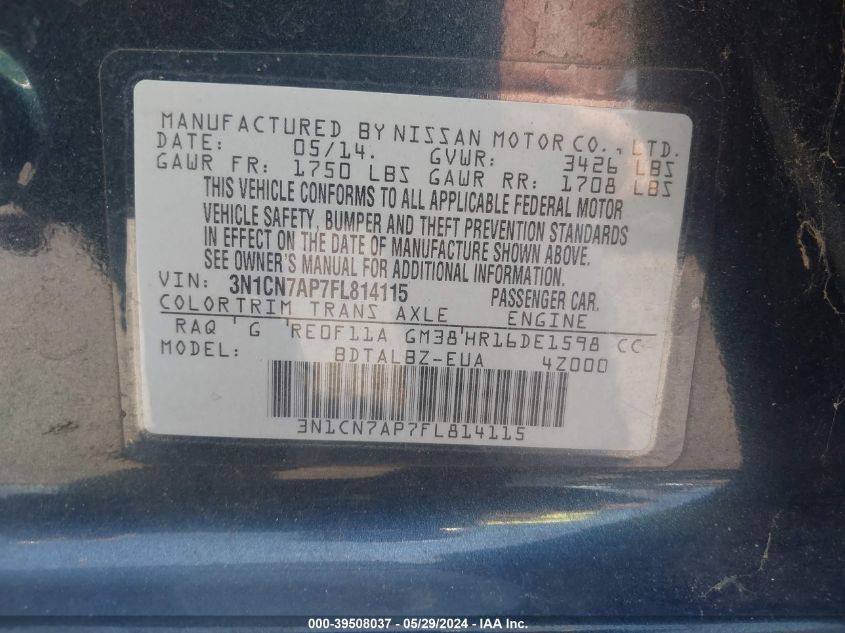 MANUFACTURED BY NISSAN MOTOR CO., LTD.
DATE: 05/14. GVWR: 3426 LBS
GAWR FR: 1750 LBS GAWR RR: 1708 LBS
THIS VEHICLE CONFORMS TO ALL APPLICABLE FEDERAL MOTOR
VEHICLE SAFETY, BUMPER AND THEFT PREVENTION STANDARDS
IN EFFECT ON THE DATE OF MANUFACTURE SHOWN ABOVE.
SEE OWNER'S MANUAL FOR ADDITIONAL INFORMATION.
VIN: 3N1CN7AP7FL814115 PASSENGER CAR.
COLORTRIM TRANS AXLE ENGINE
RAQ 'G 'RE0F11A GM38'HR16DE1598 CC
MODEL: BDTALBZ-EUA 4Z000
3N1CN7AP7FL814115
000-39508037 - 05/29/2024 - IAA Inc.